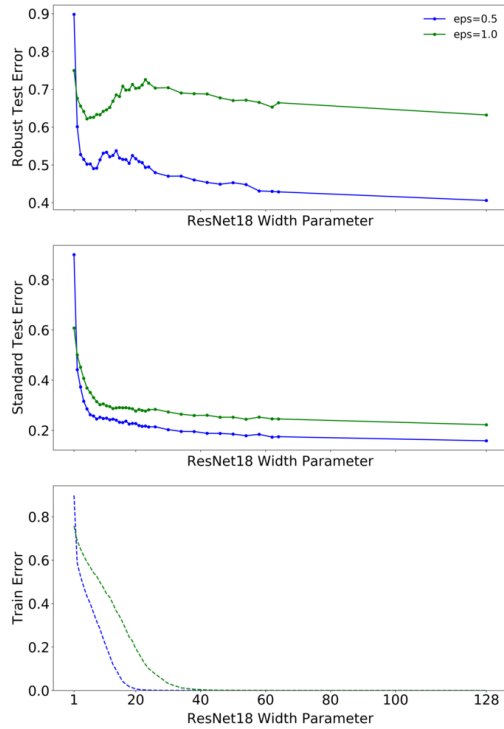 0.9
0.8
0.7
0.6
0.5
0.4
Robust Test Error
eps=0.5
eps=1.0
ResNet18 Width Parameter
0.8
0.6
0.4
0.2
Standard Test Error
ResNet18 Width Parameter
0.8
0.6
0.4
0.2
0.0
Train Error
1 20 40 60 80 100 128
ResNet18 Width Parameter